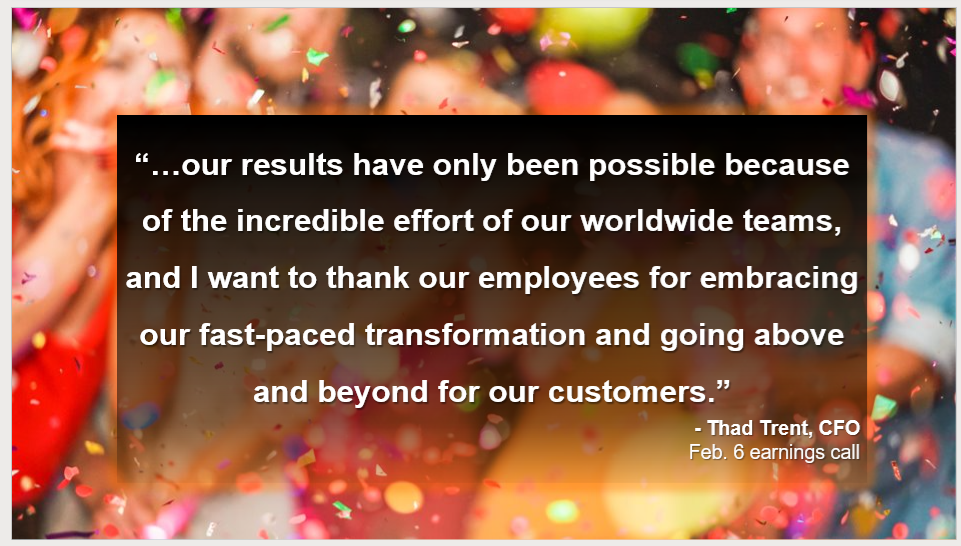 “…our results have only been possible because
of the incredible effort of our worldwide teams,
and I want to thank our employees for embracing
our fast-paced transformation and going above
and beyond for our customers.”
- Thad Trent, CFO
Feb. 6 earnings call